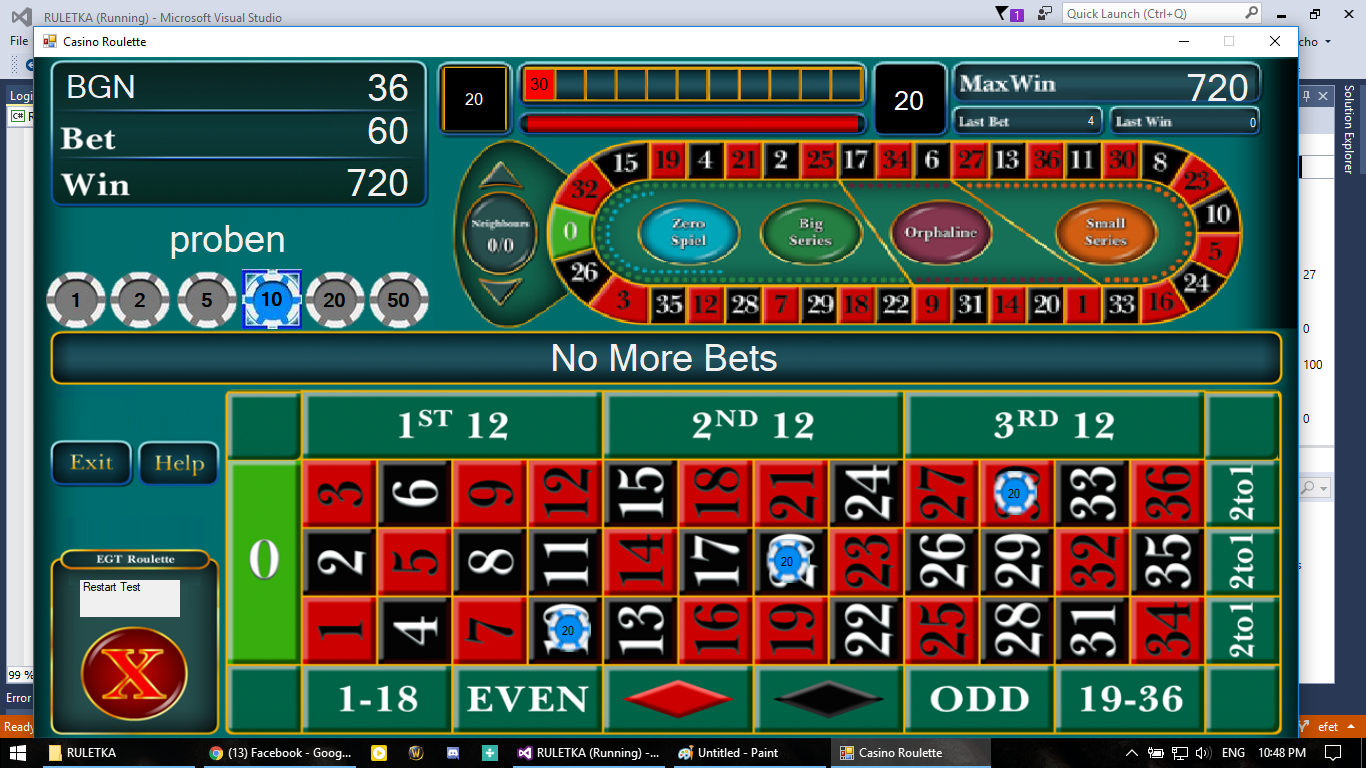 RULETKA (Running) - Microsoft Visual Studio
1
Quick Launch (Ctrl+Q)
File
Casino Roulette
cho
BGN 36
Bet 60
Win 720
20
30
20
MaxWin 720
Last Bet 4
Last Win 0
Logi
C#
Solution Explorer
15 19 4 21 2 25 17 34 6 27 13 36 11 30 8
32 23
0 10
26 5
3 24
35 12 28 7 29 18 22 9 31 14 20 1 33 16
Neighbours
0/0
Zero
Spiel
Big
Series
Orphaline
Small
Series
proben
1 2 5 10 20 50
27
0
100
0
No More Bets
1ST 12 2ND 12 3RD 12
Exit Help
3 6 9 12 15 18 21 24 27 20 33 36 2to1
0
2 5 8 11 14 17 20 23 26 29 32 35 2to1
1 4 7 20 13 16 19 22 25 28 31 34 2to1
1-18 EVEN ODD 19-36
EGT Roulette
Restart Test
X
99 %
Error
Ready
efet
RULETKA
(13) Facebook - Goog...
RULETKA (Running) -...
Untitled - Paint
Casino Roulette
ENG
10:48 PM